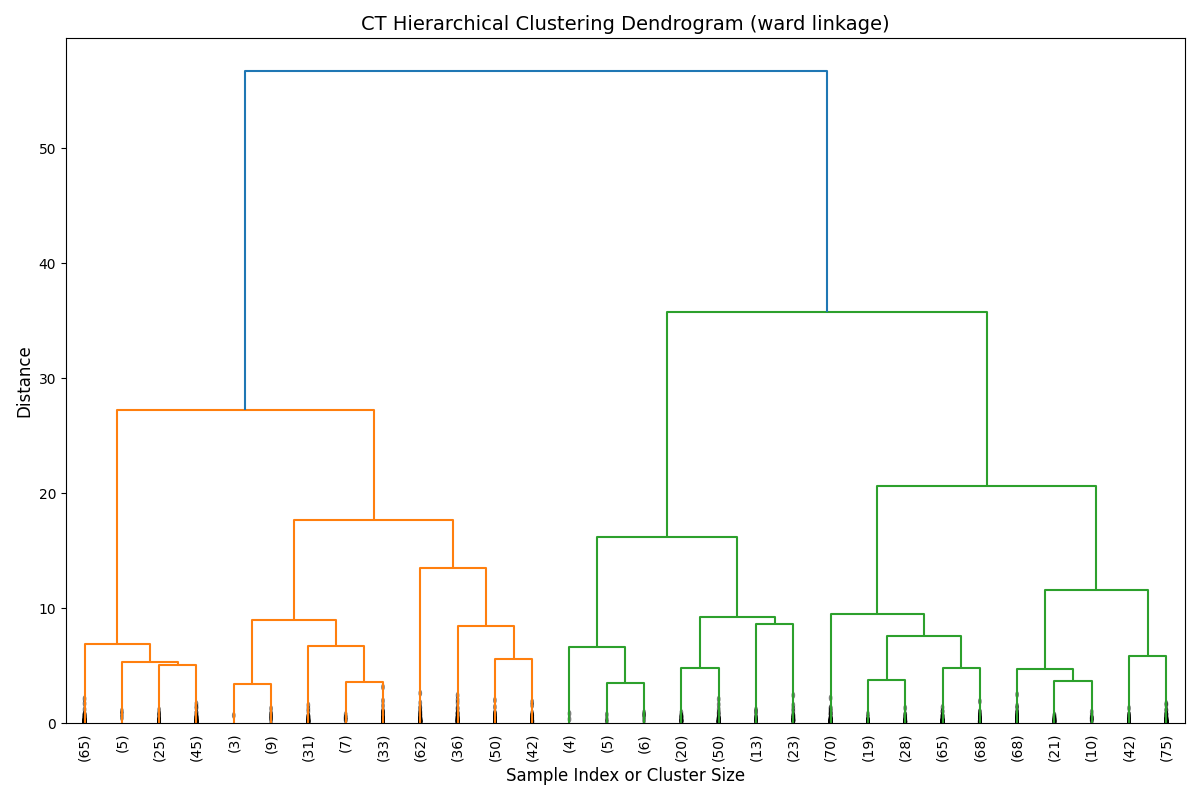 CT Hierarchical Clustering Dendrogram (ward linkage)
Distance
50
40
30
20
10
0
(65) (5) (25) (45) (3) (9) (31) (7) (33) (62) (36) (50) (42) (4) (5) (6) (20) (50) (13) (23) (70) (19) (28) (65) (68) (68) (21) (10) (42) (75)
Sample Index or Cluster Size